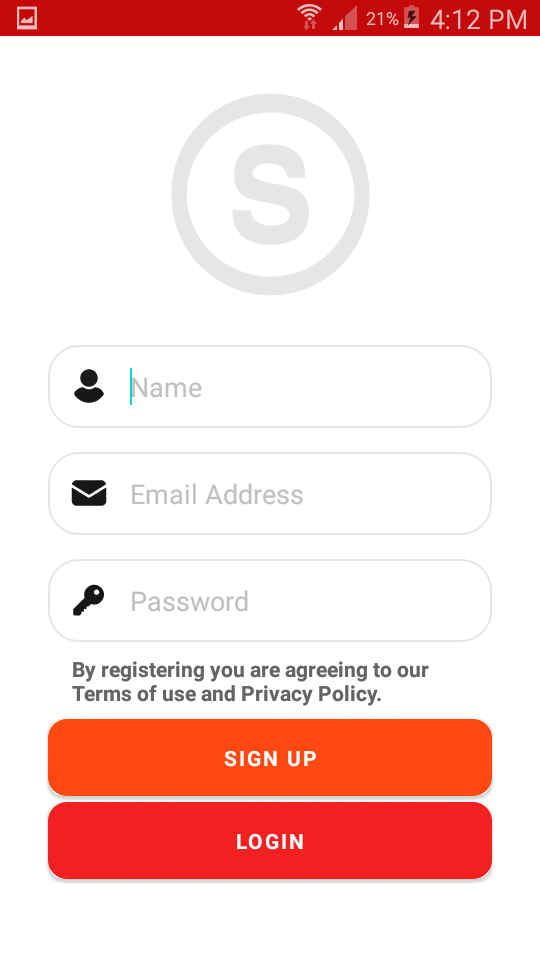 21% 4:12 PM
S
Name
Email Address
Password
By registering you are agreeing to our
Terms of use and Privacy Policy.
SIGN UP
LOGIN